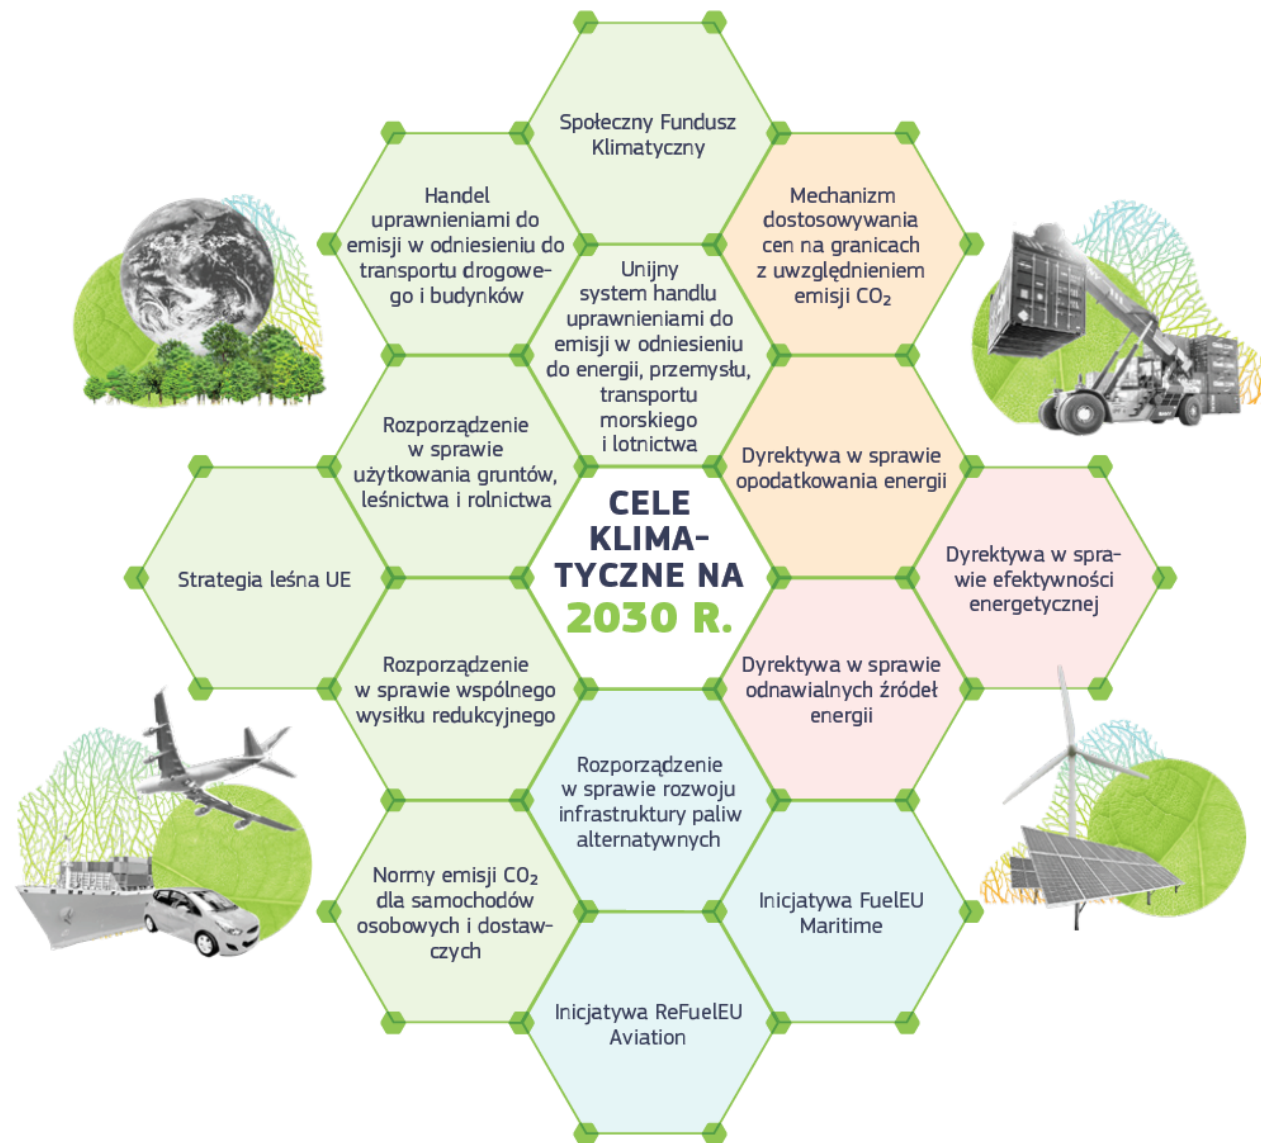 Społeczny Fundusz
Klimatyczny
Handel
uprawnieniami do
emisji w odniesieniu do
transportu drogowe-
go i budynków
Mechanizm
dostosowywania
cen na granicach
z uwzględnieniem
emisji CO₂
Unijny
system handlu
uprawnieniami do
emisji w odniesieniu
do energii, przemysłu,
transportu
morskiego
i lotnictwa
Rozporządzenie
w sprawie
użytkowania gruntów,
leśnictwa i rolnictwa
Dyrektywa w sprawie
opodatkowania energii
CELE
KLIMA-
TYCZNE NA
2030 R.
Strategia leśna UE
Dyrektywa w spra-
wie efektywności
energetycznej
Rozporządzenie
w sprawie wspólnego
wysiłku redukcyjnego
Dyrektywa w sprawie
odnawialnych źródeł
energii
Rozporządzenie
w sprawie rozwoju
infrastruktury paliw
alternatywnych
Normy emisji CO₂
dla samochodów
osobowych i dostaw-
czych
Inicjatywa FuelEU
Maritime
Inicjatywa ReFuelEU
Aviation